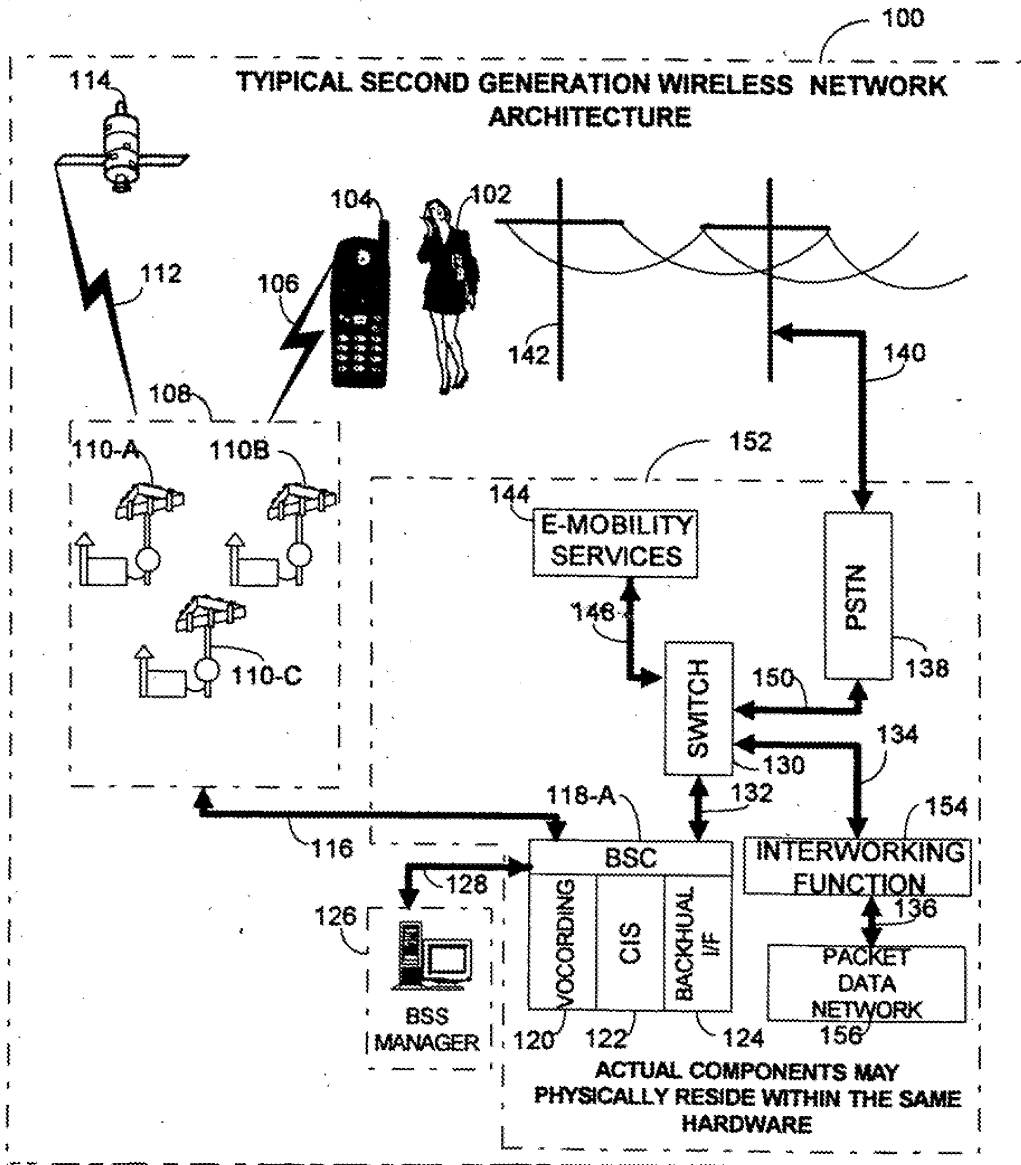 100
TYIPICAL SECOND GENERATION WIRELESS NETWORK
ARCHITECTURE
114
104
102
112
106
142
140
108
110-A
110B
152
144
E-MOBILITY
SERVICES
PSTN
146
110-C
138
SWITCH
150
134
130
118-A
132
154
116
BSC
INTERWORKING
FUNCTION
128
136
126
VOCORDING
CIS
BACKHUAL
I/F
PACKET
DATA
NETWORK
BSS
MANAGER
120
122
124
156
ACTUAL COMPONENTS MAY
PHYSICALLY RESIDE WITHIN THE SAME
HARDWARE